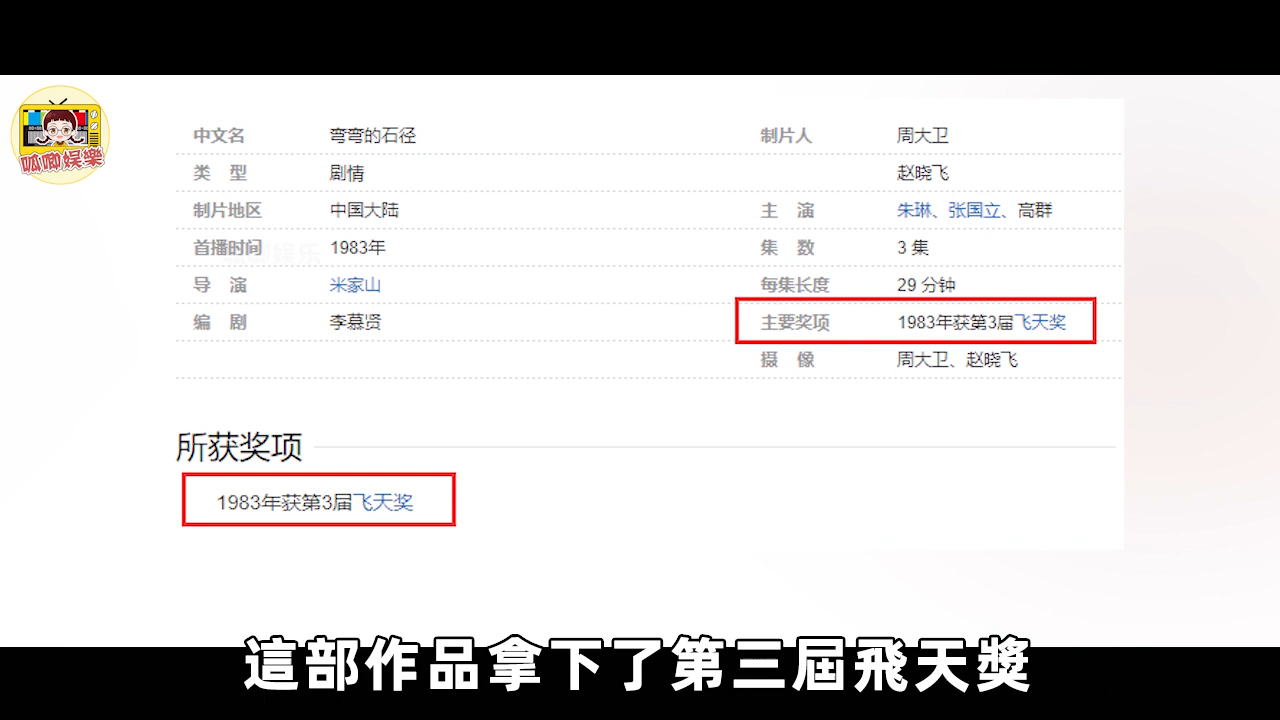 呱唧娱樂
中文名 弯弯的石径 制片人 周大卫
类 型 剧情 赵晓飞
制片地区 中国大陆 主 演 朱琳、张国立、高群
首播时间 1983年 集 数 3 集
导 演 米家山 每集长度 29 分钟
编 剧 李慕贤 主要奖项 1983年获第3届飞天奖
摄 像 周大卫、赵晓飞
所获奖项
1983年获第3届飞天奖
這部作品拿下了第三屆飛天獎